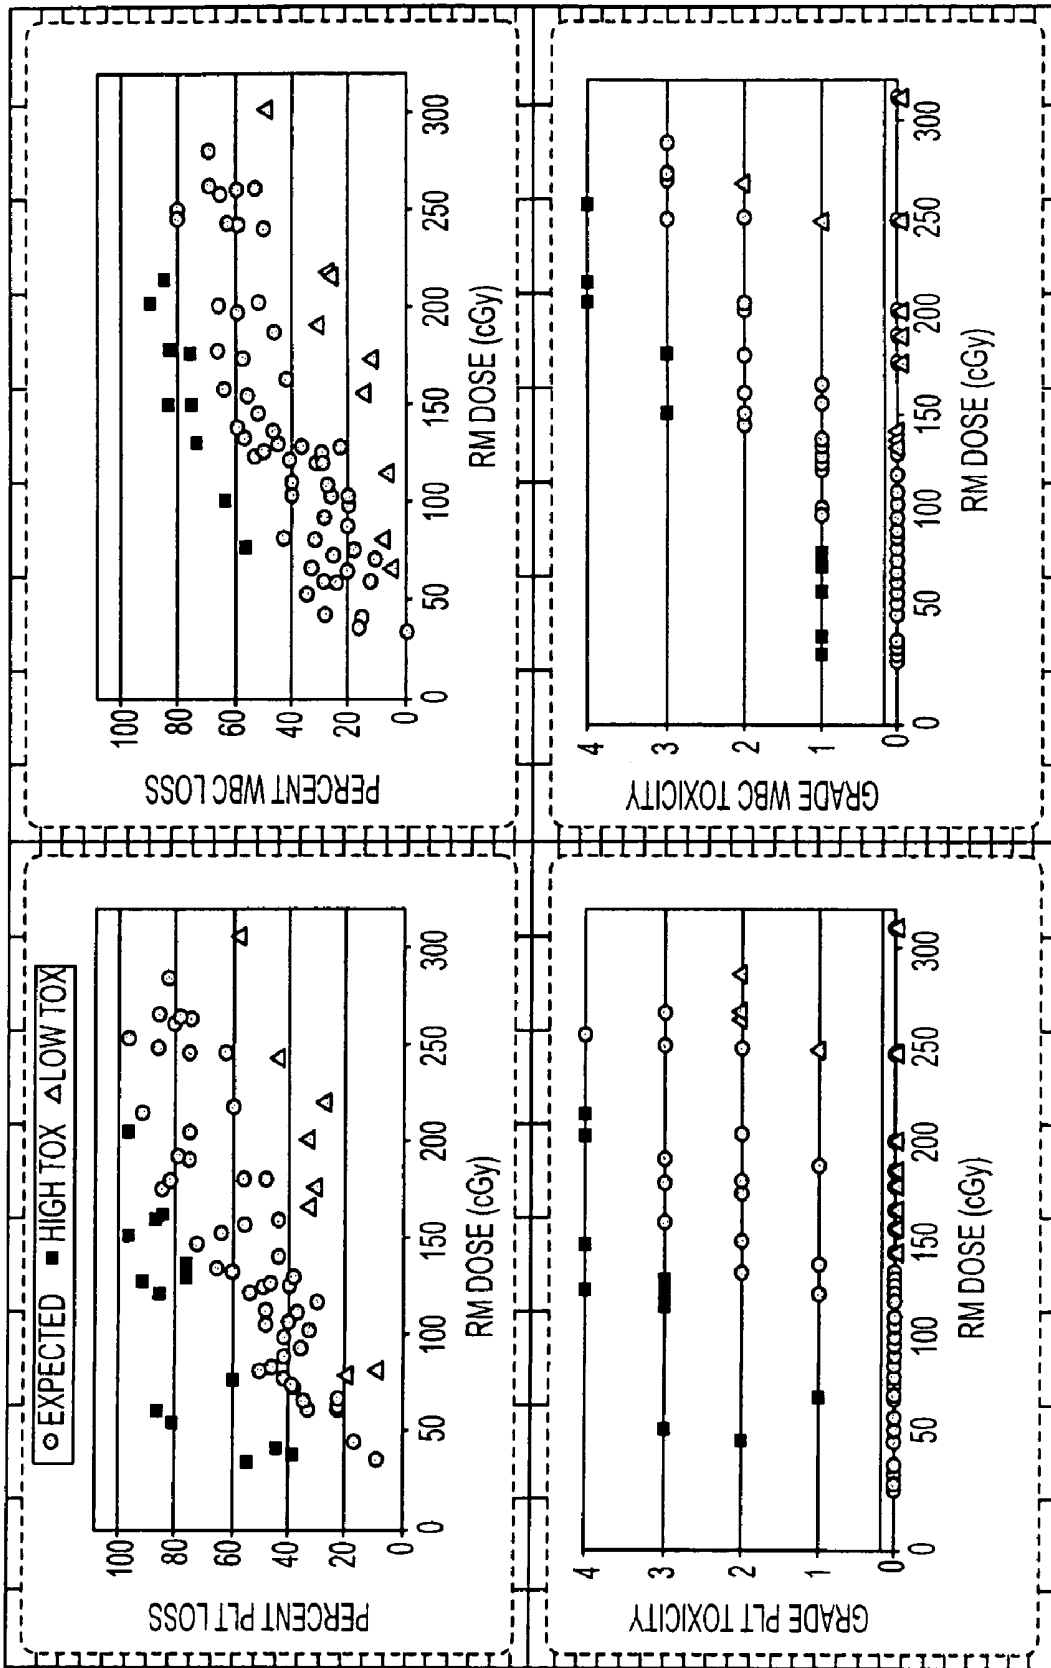 ○ EXPECTED ■ HIGH TOX △ LOW TOX
PERCENT PLT LOSS
100
80
60
40
20
0
0 50 100 150 200 250 300
RM DOSE (cGy)
PERCENT WBC LOSS
100
80
60
40
20
0
0 50 100 150 200 250 300
RM DOSE (cGy)
GRADE PLT TOXICITY
4
3
2
1
0
0 50 100 150 200 250 300
RM DOSE (cGy)
GRADE WBC TOXICITY
4
3
2
1
0
0 50 100 150 200 250 300
RM DOSE (cGy)